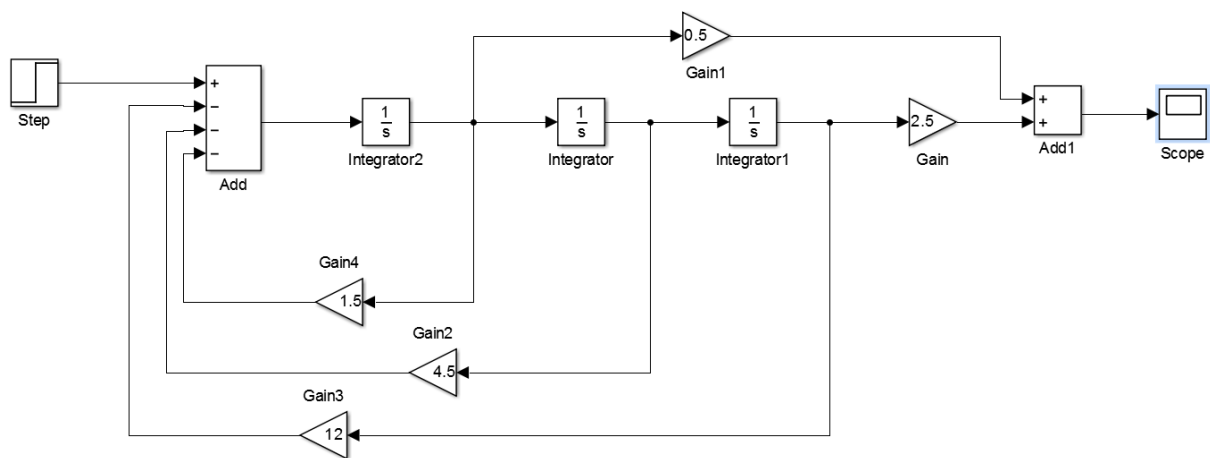 0.5
Gain1
Step
+
−
−
−
Add
1
s
Integrator2
1
s
Integrator
1
s
Integrator1
2.5
Gain
+
+
Add1
Scope
Gain4
1.5
Gain2
4.5
Gain3
12